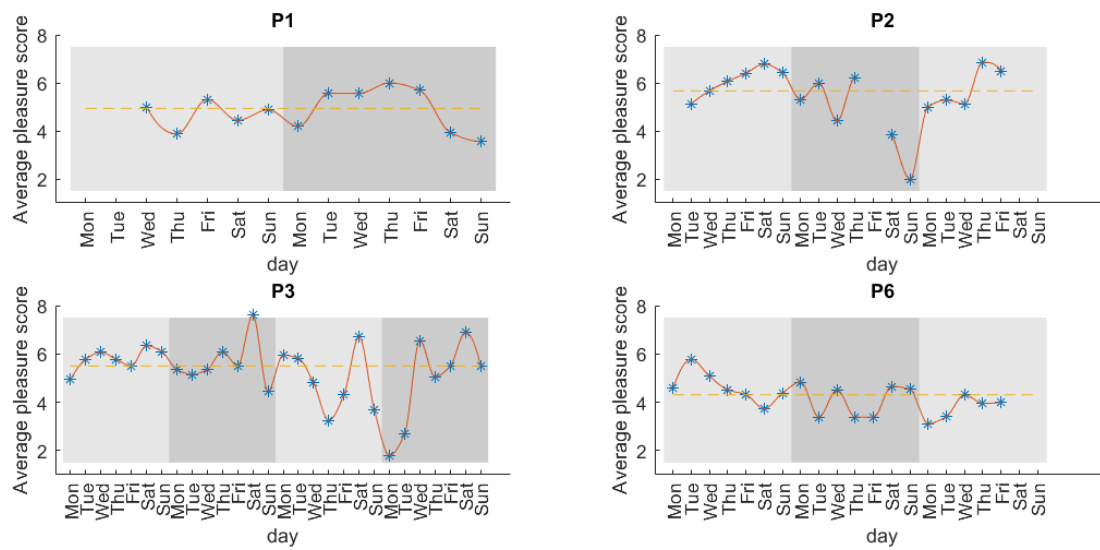 P1
Average pleasure score
8
6
4
2
Mon Tue Wed Thu Fri Sat Sun Mon Tue Wed Thu Fri Sat Sun
day
P2
Average pleasure score
8
6
4
2
Mon Tue Wed Thu Fri Sat Sun Mon Tue Wed Thu Fri Sat Sun Mon Tue Wed Thu Fri Sat Sun
day
P3
Average pleasure score
8
6
4
2
Mon Tue Wed Thu Fri Sat Sun Mon Tue Wed Thu Fri Sat Sun Mon Tue Wed Thu Fri Sat Sun Mon Tue Wed Thu Fri Sat Sun
day
P6
Average pleasure score
8
6
4
2
Mon Tue Wed Thu Fri Sat Sun Mon Tue Wed Thu Fri Sat Sun Mon Tue Wed Thu Fri Sat Sun
day